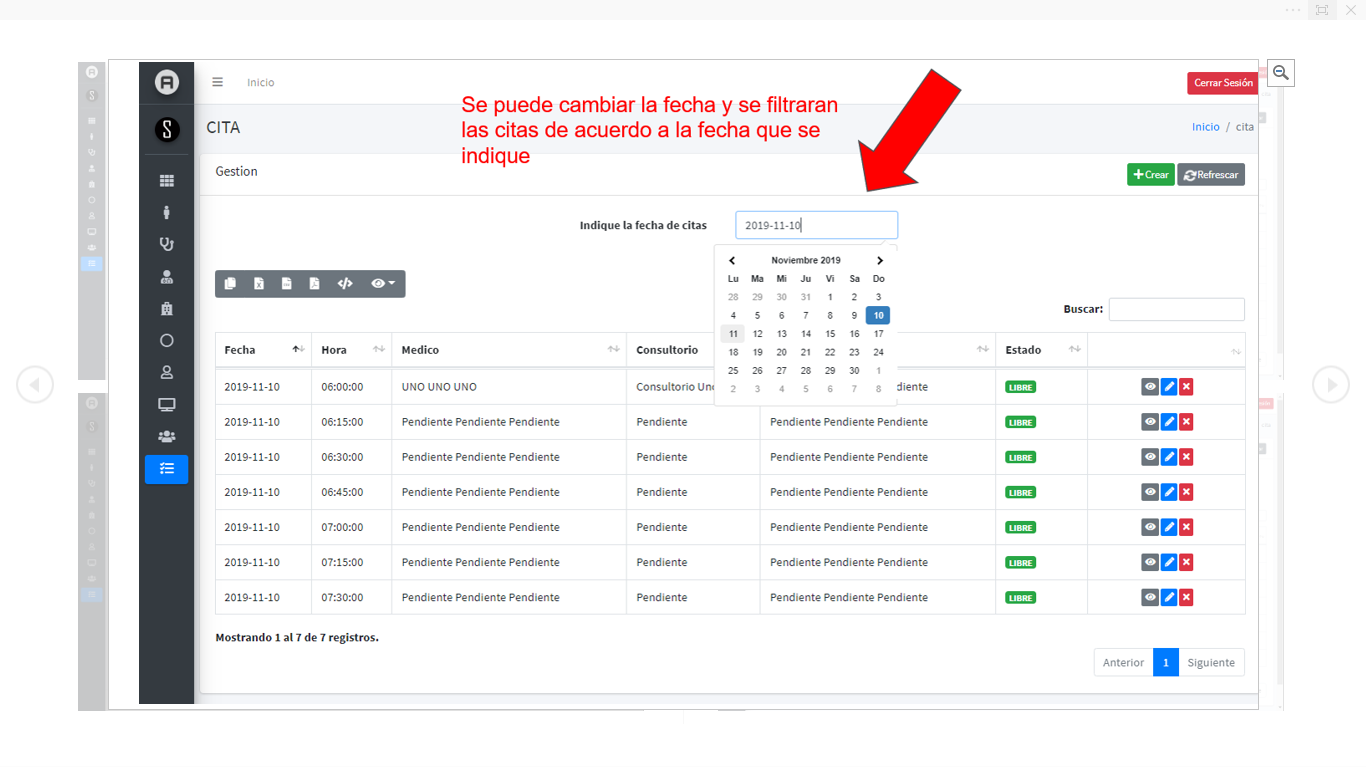 Inicio
Cerrar Sesión
Se puede cambiar la fecha y se filtraran
las citas de acuerdo a la fecha que se
indique
CITA
Inicio / cita
Gestion
Crear
Refrescar
Indique la fecha de citas
2019-11-10
Noviembre 2019
Lu Ma Mi Ju Vi Sa Do
28 29 30 31 1 2 3
4 5 6 7 8 9 10
11 12 13 14 15 16 17
18 19 20 21 22 23 24
25 26 27 28 29 30 1
2 3 4 5 6 7 8
Buscar:
Fecha Hora Medico Consultorio Estado
2019-11-10 06:00:00 UNO UNO UNO Consultorio Pendiente LIBRE
2019-11-10 06:15:00 Pendiente Pendiente Pendiente Pendiente Pendiente Pendiente Pendiente LIBRE
2019-11-10 06:30:00 Pendiente Pendiente Pendiente Pendiente Pendiente Pendiente Pendiente LIBRE
2019-11-10 06:45:00 Pendiente Pendiente Pendiente Pendiente Pendiente Pendiente Pendiente LIBRE
2019-11-10 07:00:00 Pendiente Pendiente Pendiente Pendiente Pendiente Pendiente Pendiente LIBRE
2019-11-10 07:15:00 Pendiente Pendiente Pendiente Pendiente Pendiente Pendiente Pendiente LIBRE
2019-11-10 07:30:00 Pendiente Pendiente Pendiente Pendiente Pendiente Pendiente Pendiente LIBRE
Mostrando 1 al 7 de 7 registros.
Anterior 1 Siguiente